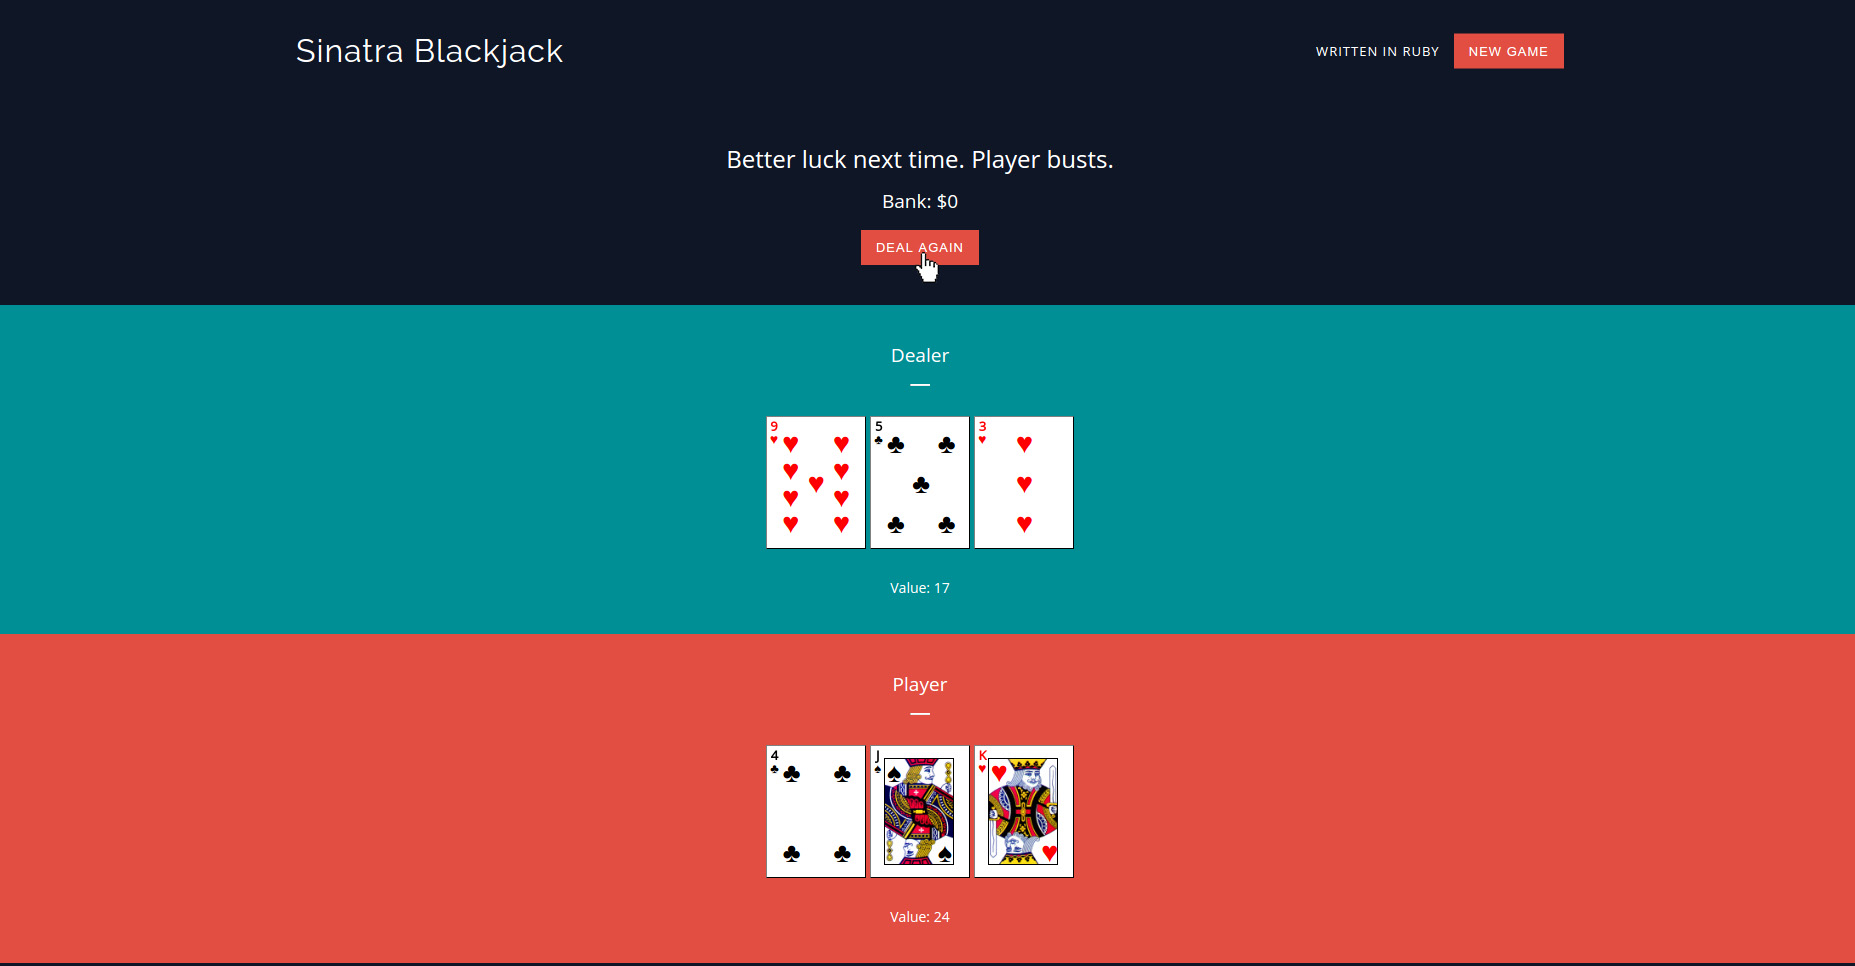 Sinatra Blackjack
WRITTEN IN RUBY
NEW GAME
Better luck next time. Player busts.
Bank: $0
DEAL AGAIN
Dealer
9
5
3
Value: 17
Player
4
J
K
Value: 24